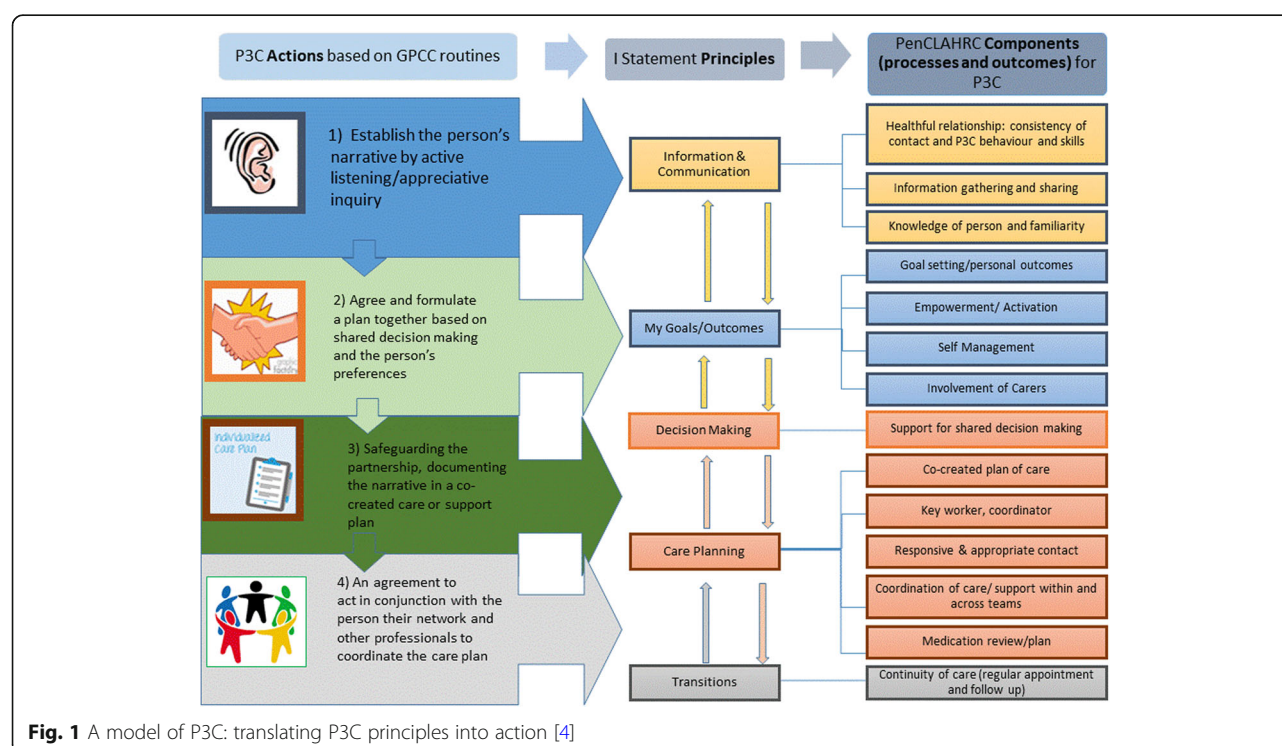 P3C Actions based on GPCC routines
I Statement Principles
PenCLAHRC Components
(processes and outcomes) for
P3C
1) Establish the person's
narrative by active
listening/appreciative
inquiry
2) Agree and formulate
a plan together based on
shared decision making
and the person's
preferences
Individualized
Care Plan
3) Safeguarding the
partnership, documenting
the narrative in a co-
created care or support
plan
4) An agreement to
act in conjunction with the
person their network and
other professionals to
coordinate the care plan
Information &
Communication
My Goals/Outcomes
Decision Making
Care Planning
Transitions
Healthful relationship: consistency of
contact and P3C behaviour and skills
Information gathering and sharing
Knowledge of person and familiarity
Goal setting/personal outcomes
Empowerment/ Activation
Self Management
Involvement of Carers
Support for shared decision making
Co-created plan of care
Key worker, coordinator
Responsive & appropriate contact
Coordination of care/ support within and
across teams
Medication review/plan
Continuity of care (regular appointment
and follow up)
Fig. 1 A model of P3C: translating P3C principles into action [4]